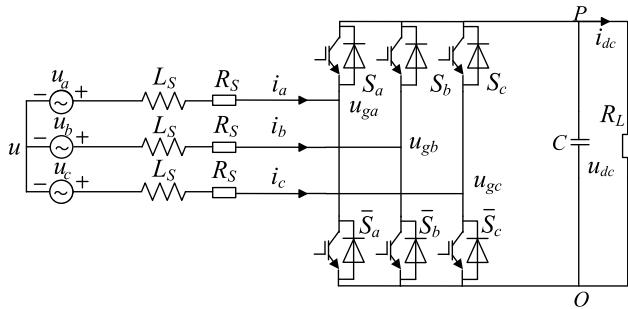 P
i_dc
− u_a + L_S R_S i_a S_a S_b S_c
u_ga
R_L
− u_b + L_S R_S i_b u_gb
u
C
u_dc
− u_c + L_S R_S i_c u_gc
S̄_a S̄_b S̄_c
O